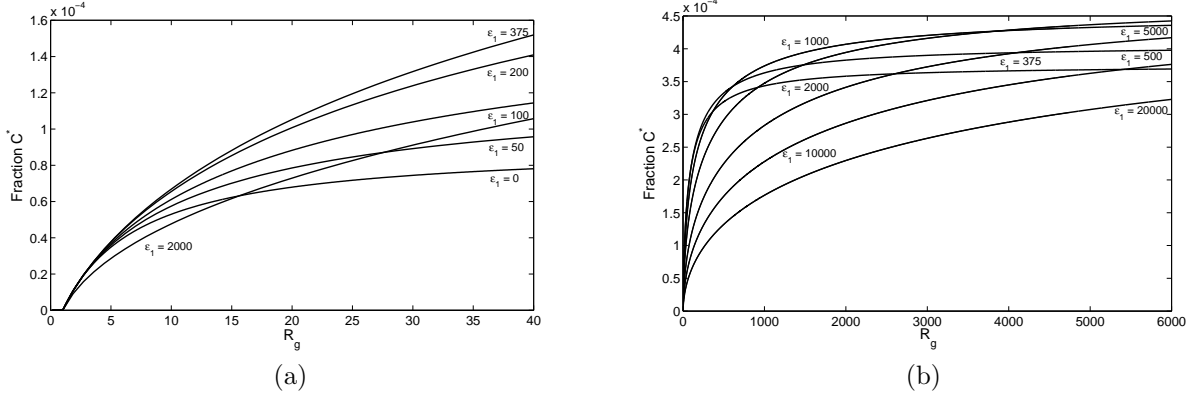 x 10⁻⁴
1.6
1.4
1.2
1
0.8
0.6
0.4
0.2
0
Fraction C*
ε₁ = 375
ε₁ = 200
ε₁ = 100
ε₁ = 50
ε₁ = 0
ε₁ = 2000
0 5 10 15 20 25 30 35 40
R_g
(a)
4.5
4
3.5
3
2.5
2
1.5
1
0.5
0
Fraction C*
ε₁ = 1000
ε₁ = 5000
ε₁ = 500
ε₁ = 375
ε₁ = 2000
ε₁ = 20000
ε₁ = 10000
0 1000 2000 3000 4000 5000 6000
R_g
(b)